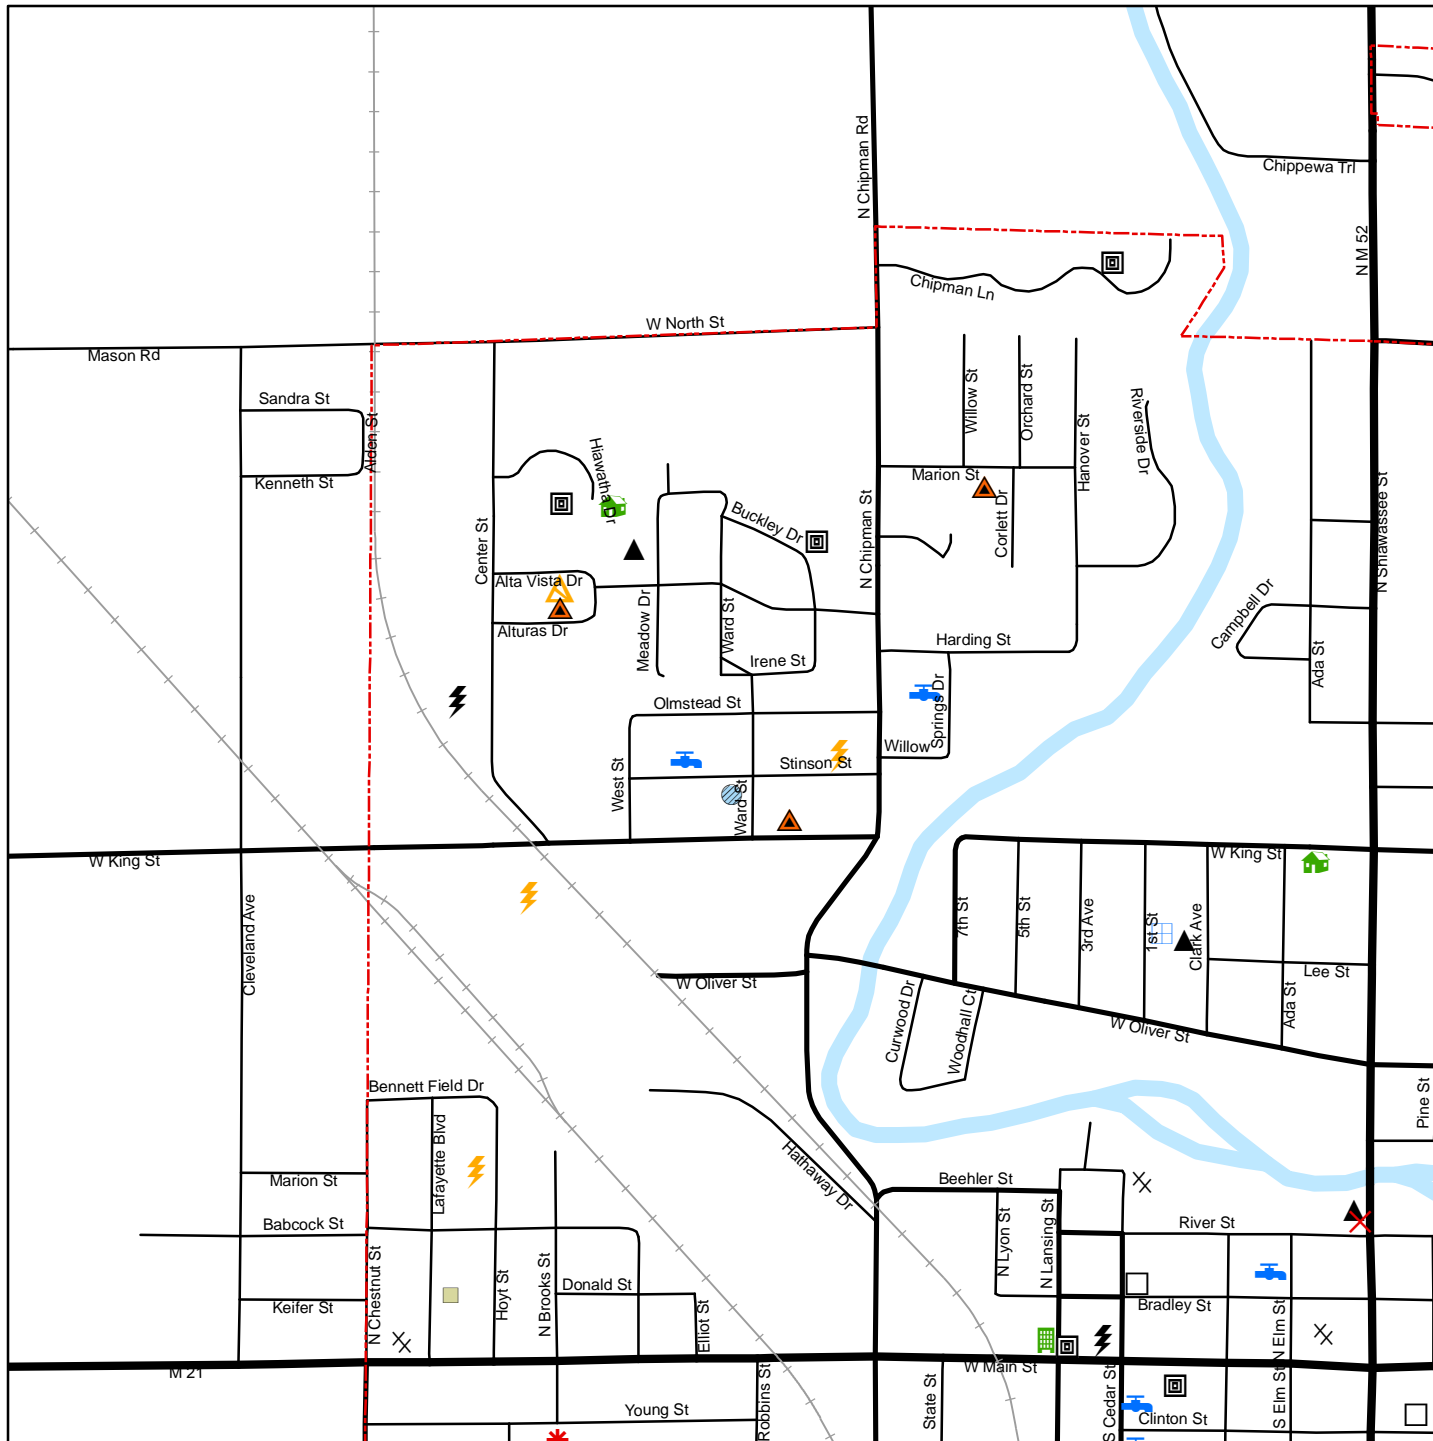 N Chipman Rd
Chippewa Trl
N M 52
Chipman Ln
W North St
Mason Rd
Sandra St
Alden St
Kenneth St
Hiawatha Dr
Willow St
Orchard St
Hanover St
Riverside Dr
Marion St
Buckley Dr
Corlett Dr
N Chipman St
N Shiawassee St
Center St
Alta Vista Dr
Alturas Dr
Meadow Dr
Ward St
Irene St
Harding St
Campbell Dr
Ada St
Olmstead St
Willow
Springs Dr
West St
Stinson St
Ward St
W King St
W King St
Cleveland Ave
7th St
5th St
3rd Ave
1st St
Clark Ave
Lee St
Ada St
W Oliver St
Curwood Dr
Woodhall Ct
W Oliver St
Bennett Field Dr
Lafayette Blvd
Pine St
Hathaway Dr
Marion St
Beehler St
Babcock St
N Lyon St
N Lansing St
River St
N Chestnut St
Hoyt St
N Brooks St
Donald St
Keifer St
Elliot St
Bradley St
N Elm St
M 21
W Main St
Robbins St
State St
S Cedar St
S Elm St
Young St
Clinton St